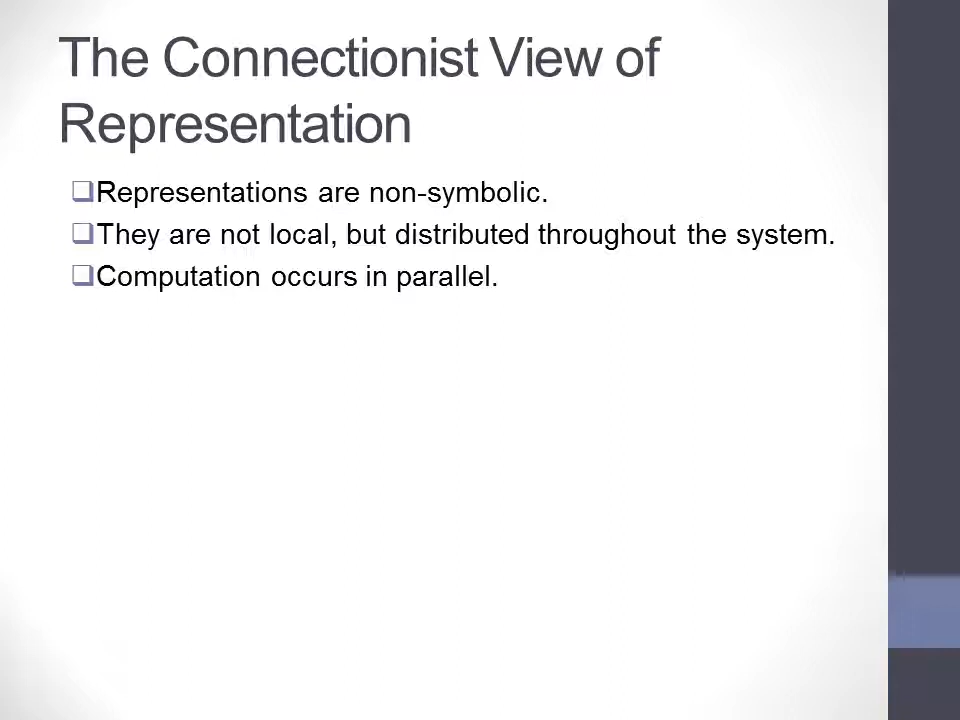 The Connectionist View of
Representation
❑Representations are non-symbolic.
❑They are not local, but distributed throughout the system.
❑Computation occurs in parallel.